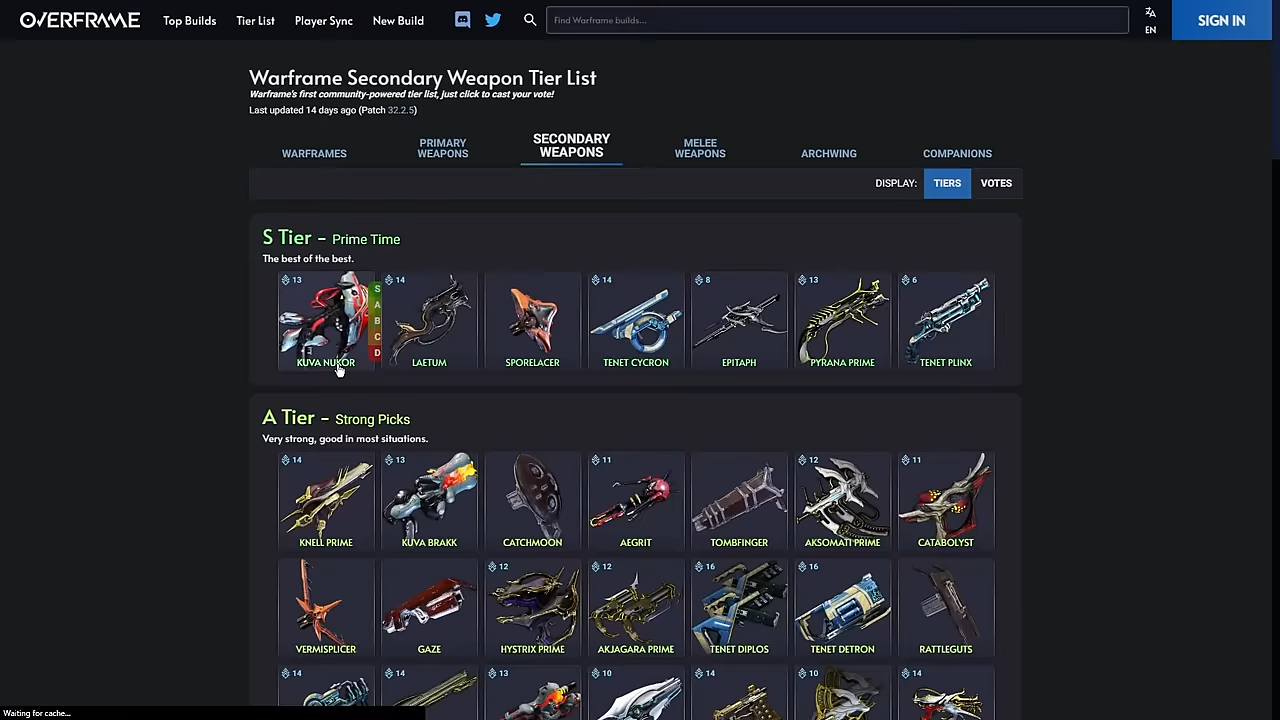 OVERFRAME Top Builds Tier List Player Sync New Build Find Warframe builds... EN SIGN IN
Warframe Secondary Weapon Tier List
Warframe's first community-powered tier list, just click to cast your vote!
Last updated 14 days ago (Patch 32.2.5)
WARFRAMES
PRIMARY
WEAPONS
SECONDARY
WEAPONS
MELEE
WEAPONS
ARCHWING
COMPANIONS
DISPLAY: TIERS VOTES
S Tier - Prime Time
The best of the best.
13 14 14 8 13 6
S
A
B
C
D
KUVA NUKOR LAETUM SPORELACER TENET CYCRON EPITAPH PYRANA PRIME TENET PLINX
A Tier - Strong Picks
Very strong, good in most situations.
14 13 11 12 11
KNELL PRIME KUVA BRAKK CATCHMOON AEGRIT TOMBFINGER AKSOMATI PRIME CATABOLYST
12 12 16 16
VERMISPLICER GAZE HYSTRIX PRIME AKJAGARA PRIME TENET DIPLOS TENET DETRON RATTLEGUTS
14 14 13 10 14 10 14
Waiting for cache...